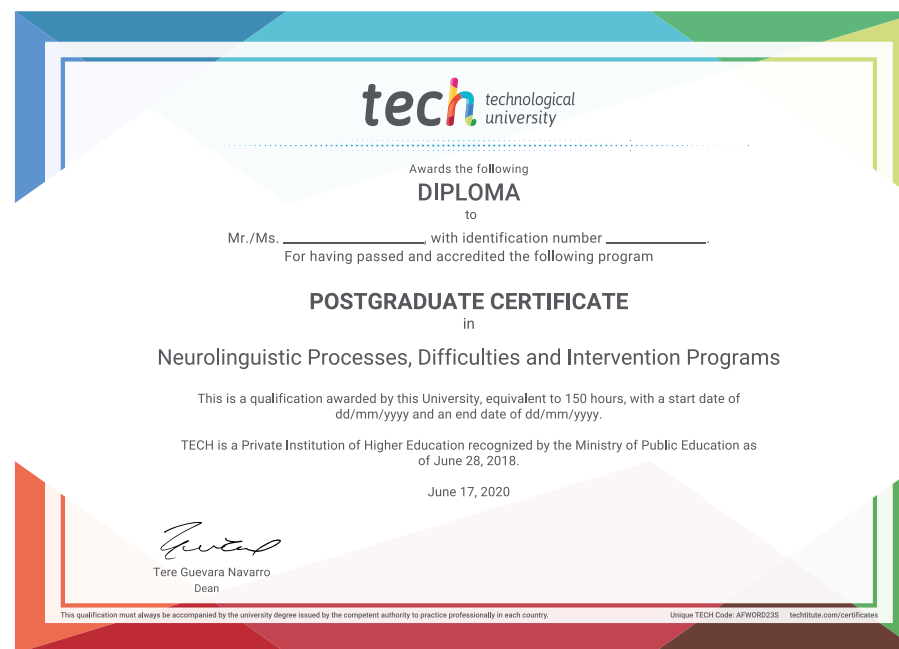 tech technological
university
Awards the following
DIPLOMA
to
Mr./Ms. ____________, with identification number ____________.
For having passed and accredited the following program
POSTGRADUATE CERTIFICATE
in
Neurolinguistic Processes, Difficulties and Intervention Programs
This is a qualification awarded by this University, equivalent to 150 hours, with a start date of
dd/mm/yyyy and an end date of dd/mm/yyyy.
TECH is a Private Institution of Higher Education recognized by the Ministry of Public Education as
of June 28, 2018.
June 17, 2020
Tere Guevara Navarro
Dean
This qualification must always be accompanied by the university degree issued by the competent authority to practice professionally in each country.
Unique TECH Code: AFWORD23S techtitute.com/certificates